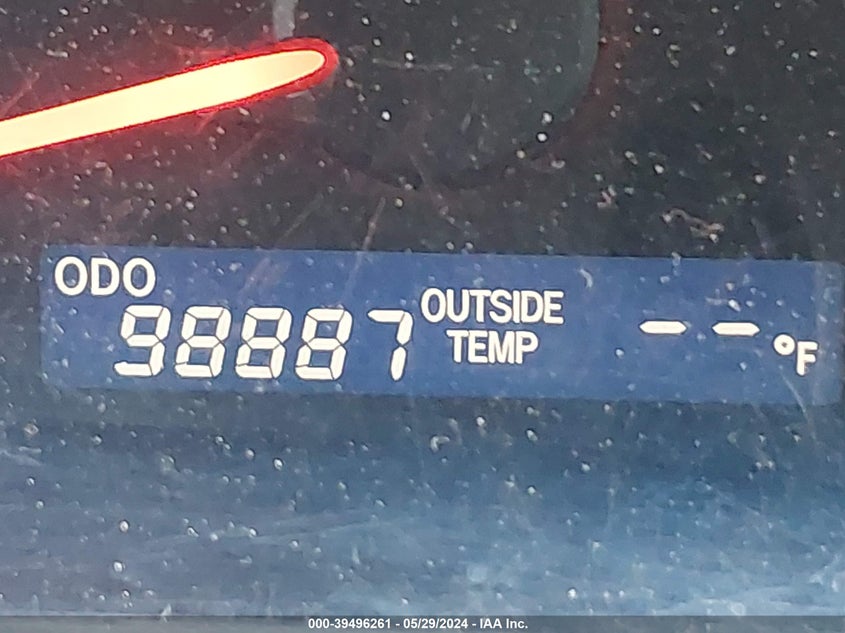 ODO
98887
OUTSIDE
TEMP
-- °F
000-39496261 - 05/29/2024 - IAA Inc.